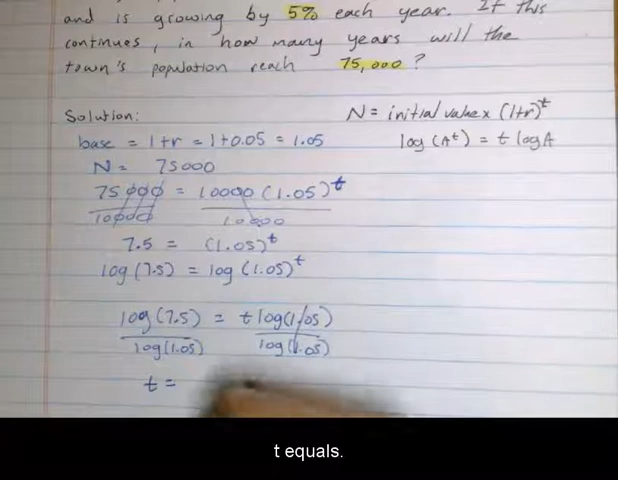 and is growing by 5% each year. If this
continues, in how many years will the
town's population reach 75,000?
Solution:
N = initial value x (1+r)^t
base = 1+r = 1+0.05 = 1.05
log (A^t) = t log A
N = 75000
75000 = 10000 (1.05)^t
10000 10000
7.5 = (1.05)^t
log (7.5) = log (1.05)^t
log (7.5) = t log (1.05)
log (1.05) log (1.05)
t =
t equals.